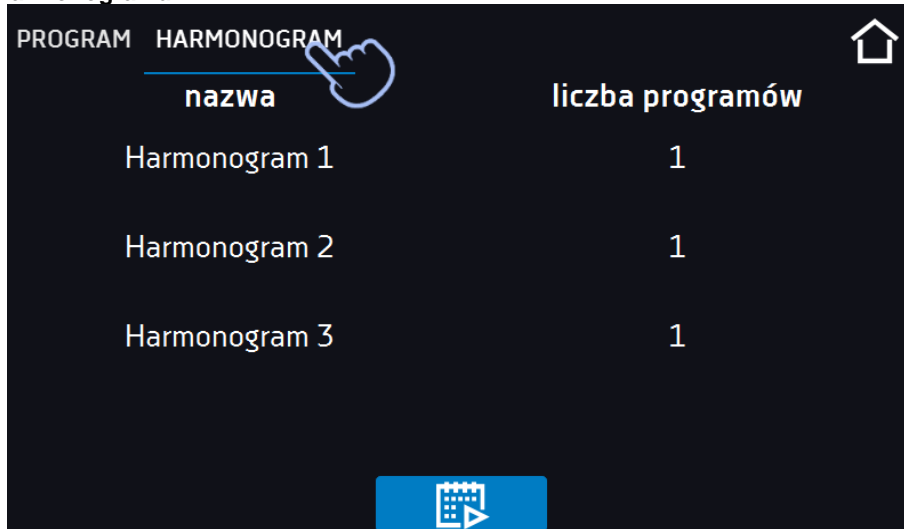 PROGRAM HARMONOGRAM
nazwa liczba programów
Harmonogram 1 1
Harmonogram 2 1
Harmonogram 3 1